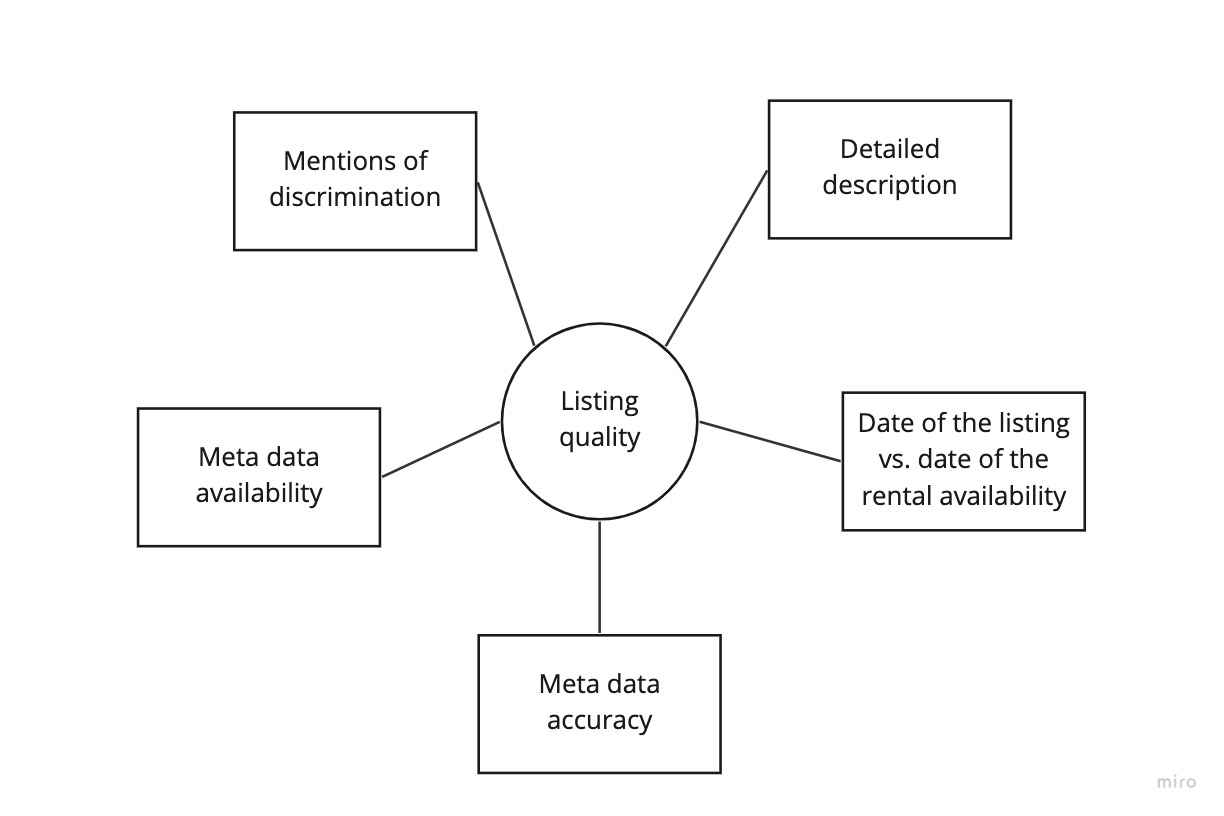 Mentions of
discrimination
Detailed
description
Listing
quality
Meta data
availability
Date of the listing
vs. date of the
rental availability
Meta data
accuracy
miro